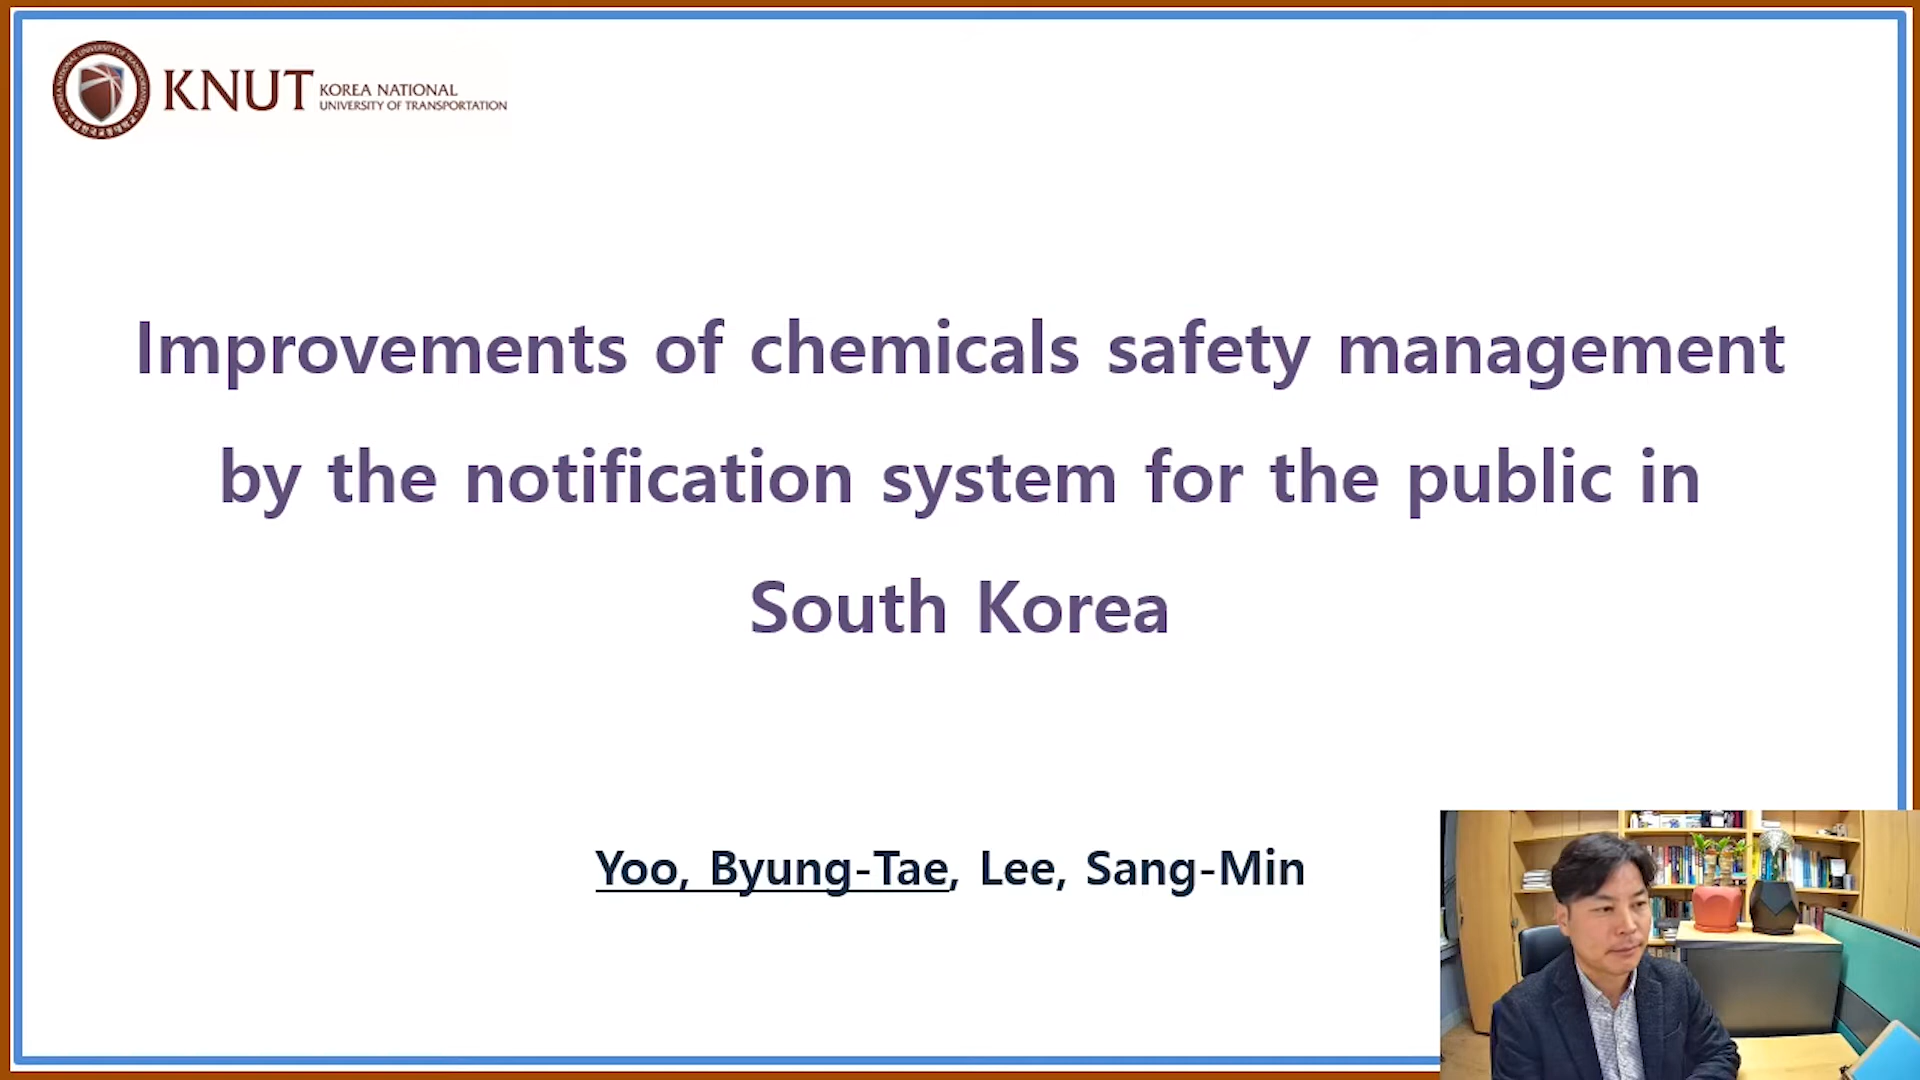 KNUT KOREA NATIONAL
UNIVERSITY OF TRANSPORTATION
Improvements of chemicals safety management
by the notification system for the public in
South Korea
Yoo, Byung-Tae, Lee, Sang-Min